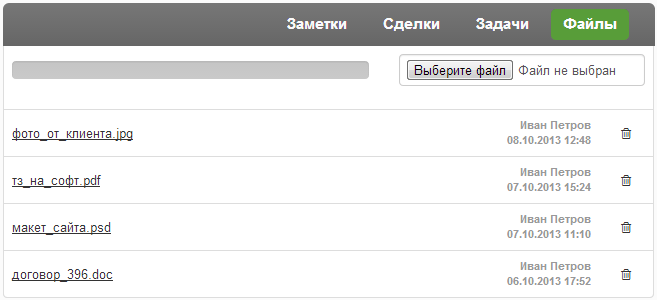 Заметки Сделки Задачи Файлы
Выберите файл Файл не выбран
фото_от_клиента.jpg
Иван Петров
08.10.2013 12:48
тз_на_софт.pdf
Иван Петров
07.10.2013 15:24
макет_сайта.psd
Иван Петров
07.10.2013 11:10
договор_396.doc
Иван Петров
06.10.2013 17:52